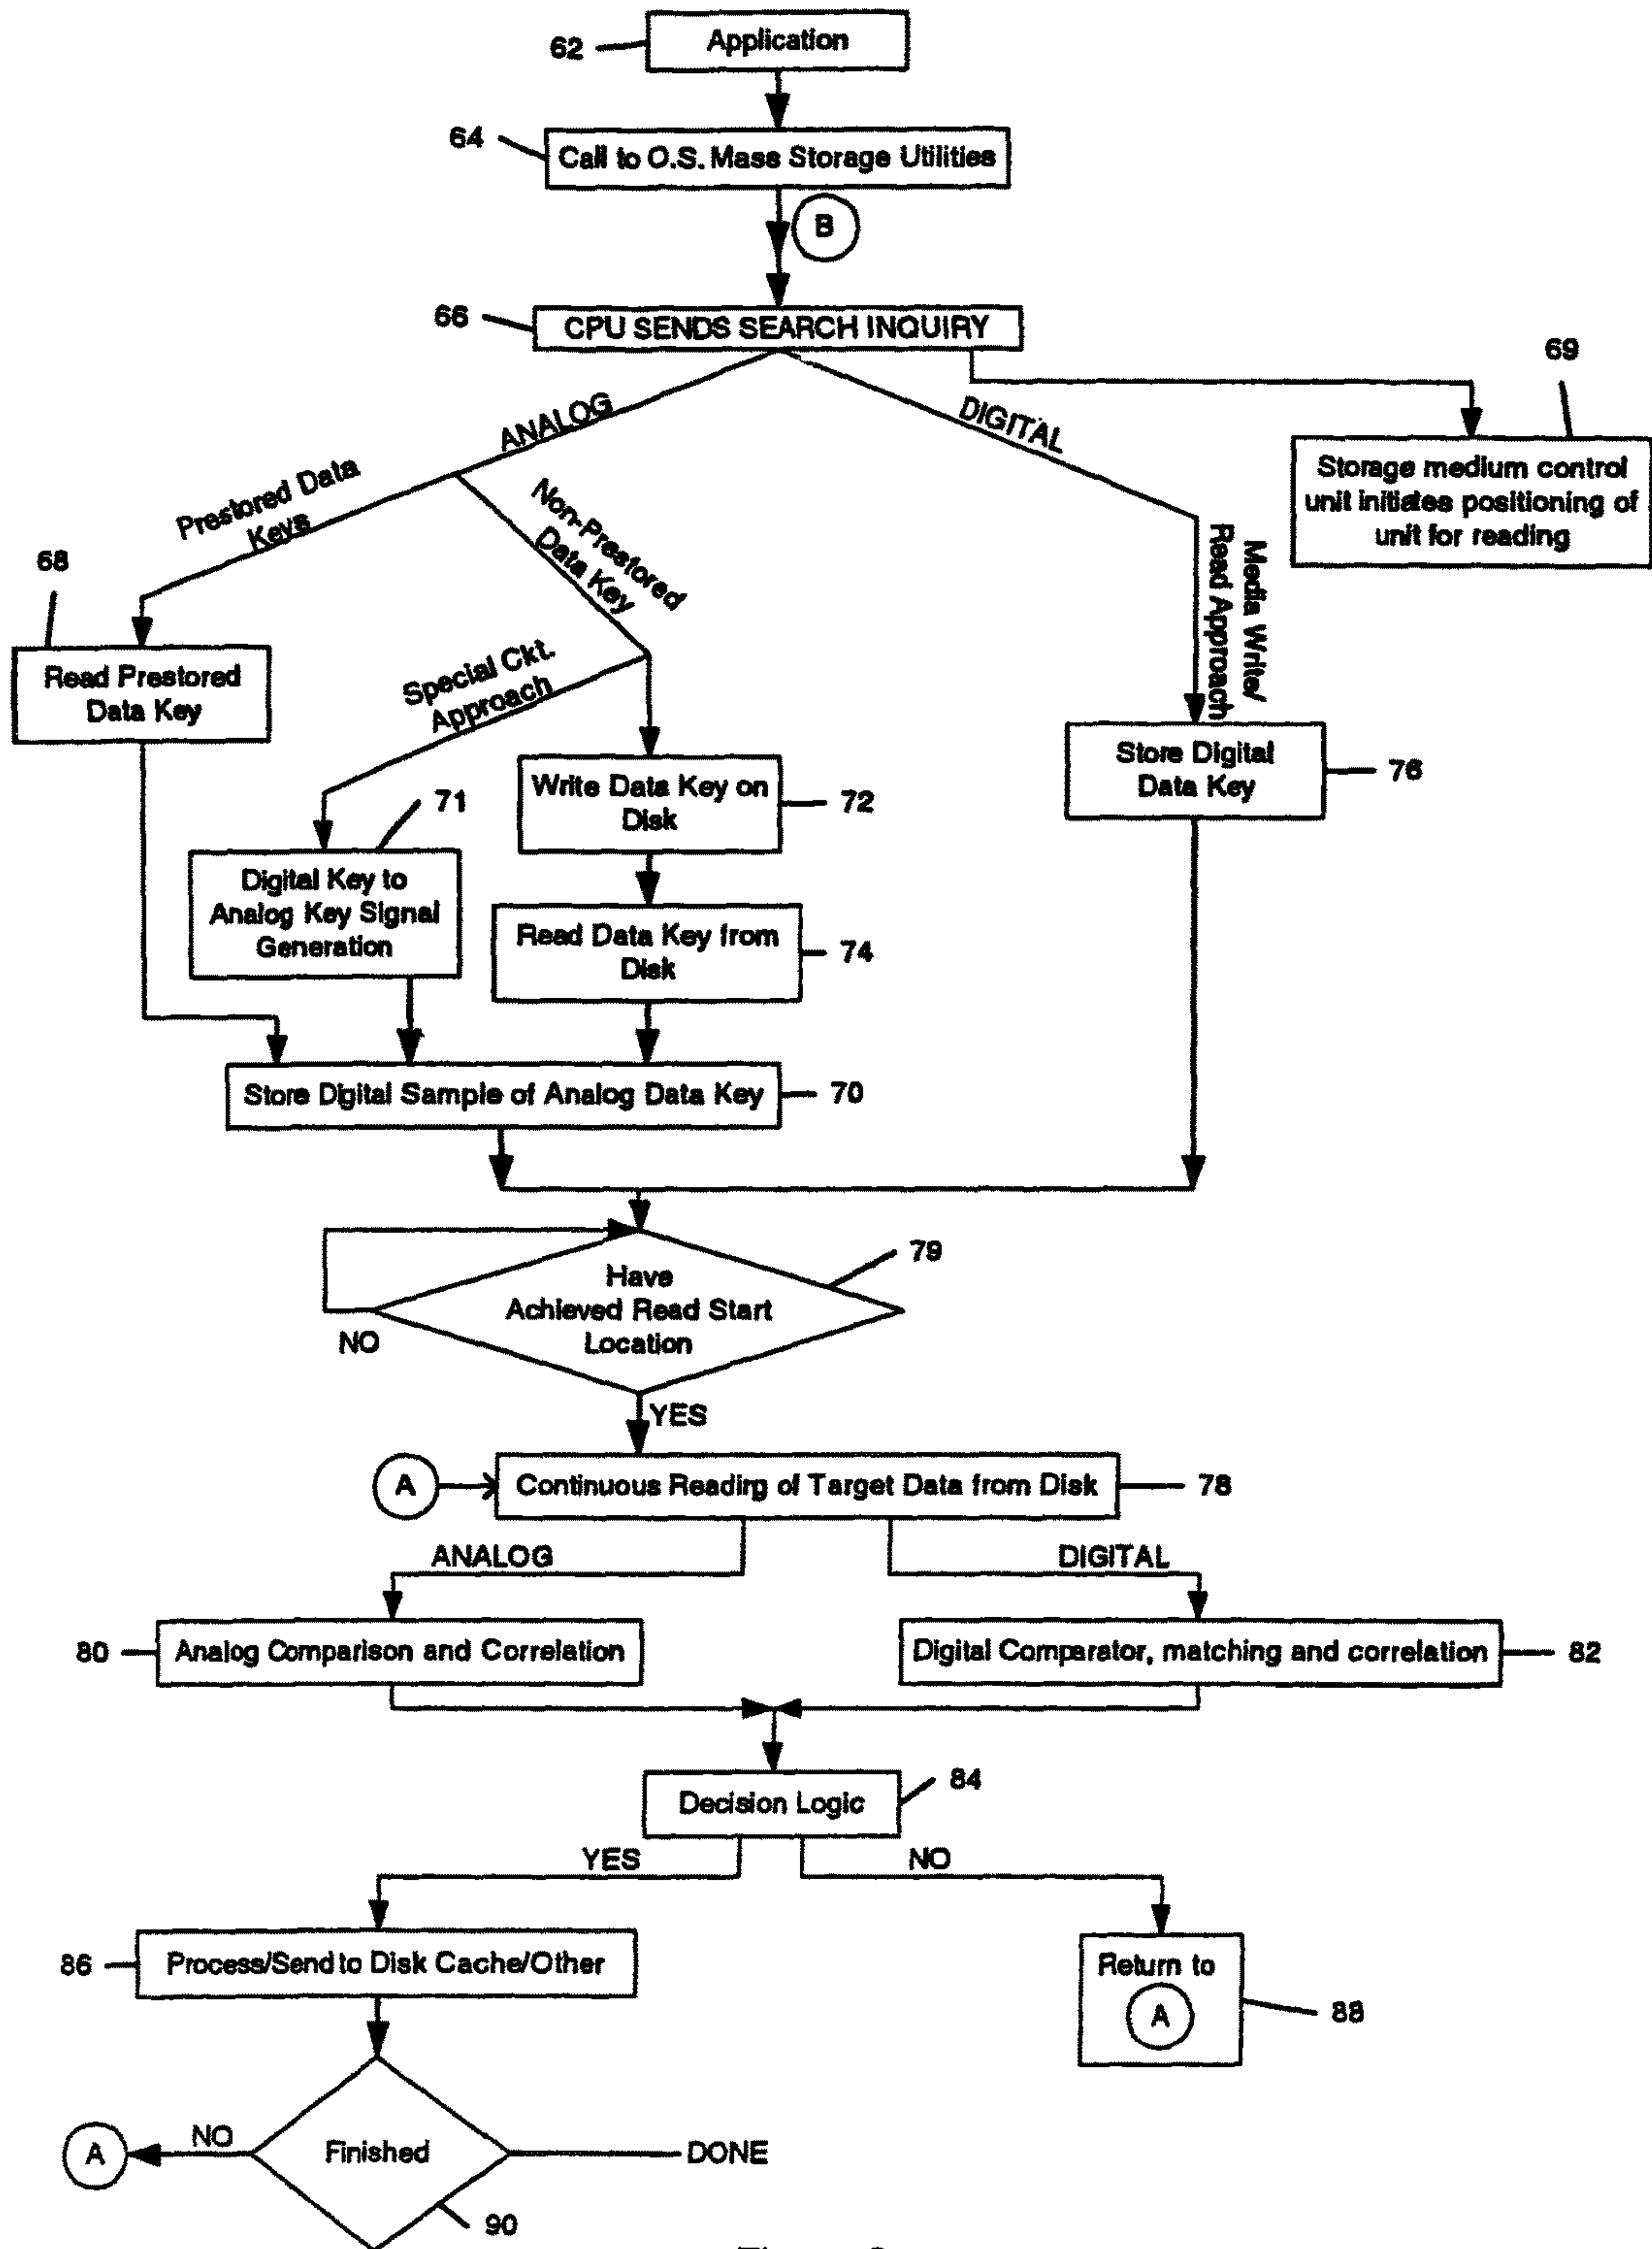 62
Application
64
Call to O.S. Mass Storage Utilities
B
66
CPU SENDS SEARCH INQUIRY
69
ANALOG
DIGITAL
Storage medium control
unit initiates positioning of
unit for reading
Prestored Data
Keys
Non-Prestored
Data Key
Media Write/
Read Approach
68
Read Prestored
Data Key
Special Ckt.
Approach
Store Digital
Data Key
76
Write Data Key on
Disk
72
71
Digital Key to
Analog Key Signal
Generation
Read Data Key from
Disk
74
Store Digital Sample of Analog Data Key
70
79
Have
Achieved Read Start
Location
NO
YES
A
Continuous Reading of Target Data from Disk
78
ANALOG
DIGITAL
80
Analog Comparison and Correlation
Digital Comparator, matching and correlation
82
84
Decision Logic
YES
NO
86
Process/Send to Disk Cache/Other
Return to
A
88
A
NO
Finished
DONE
90